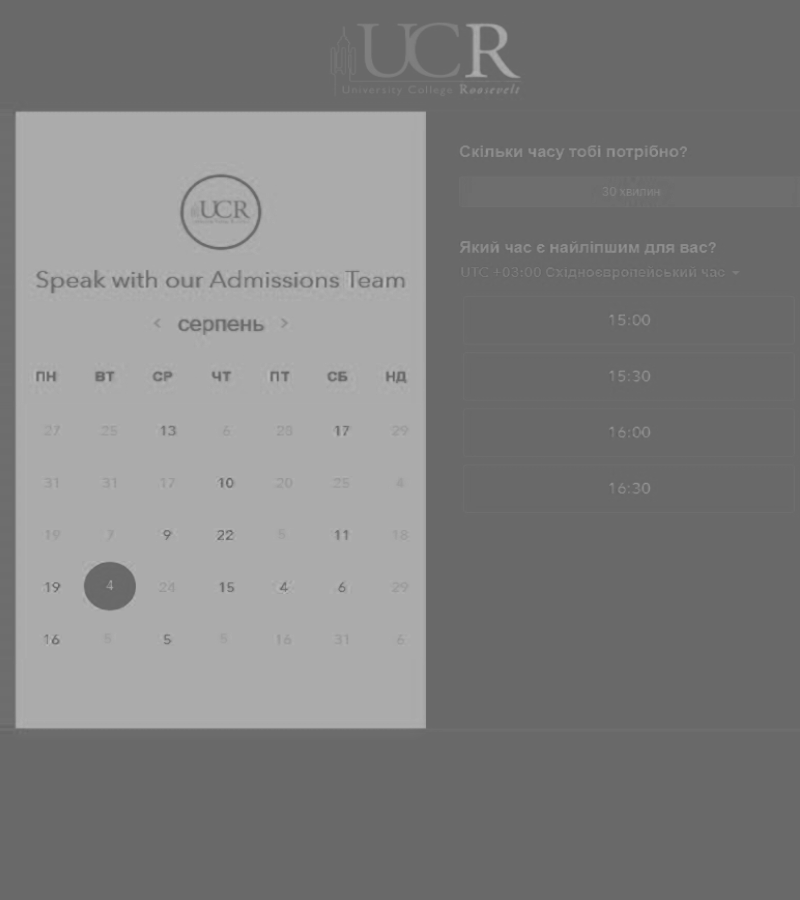 UCR
University College Roosevelt
UCR
Speak with our Admissions Team
< серпень >
ПН ВТ СР ЧТ ПТ СБ НД
27 25 13 6 28 17 29
31 31 17 10 20 25 4
19 7 9 22 5 11 18
19 4 24 15 4 6 29
16 5 5 16 31 6
Скільки часу тобі потрібно?
30 хвилин
Який час є найліпшим для вас?
UTC +03:00 Східноєвропейський час
15:00
15:30
16:00
16:30